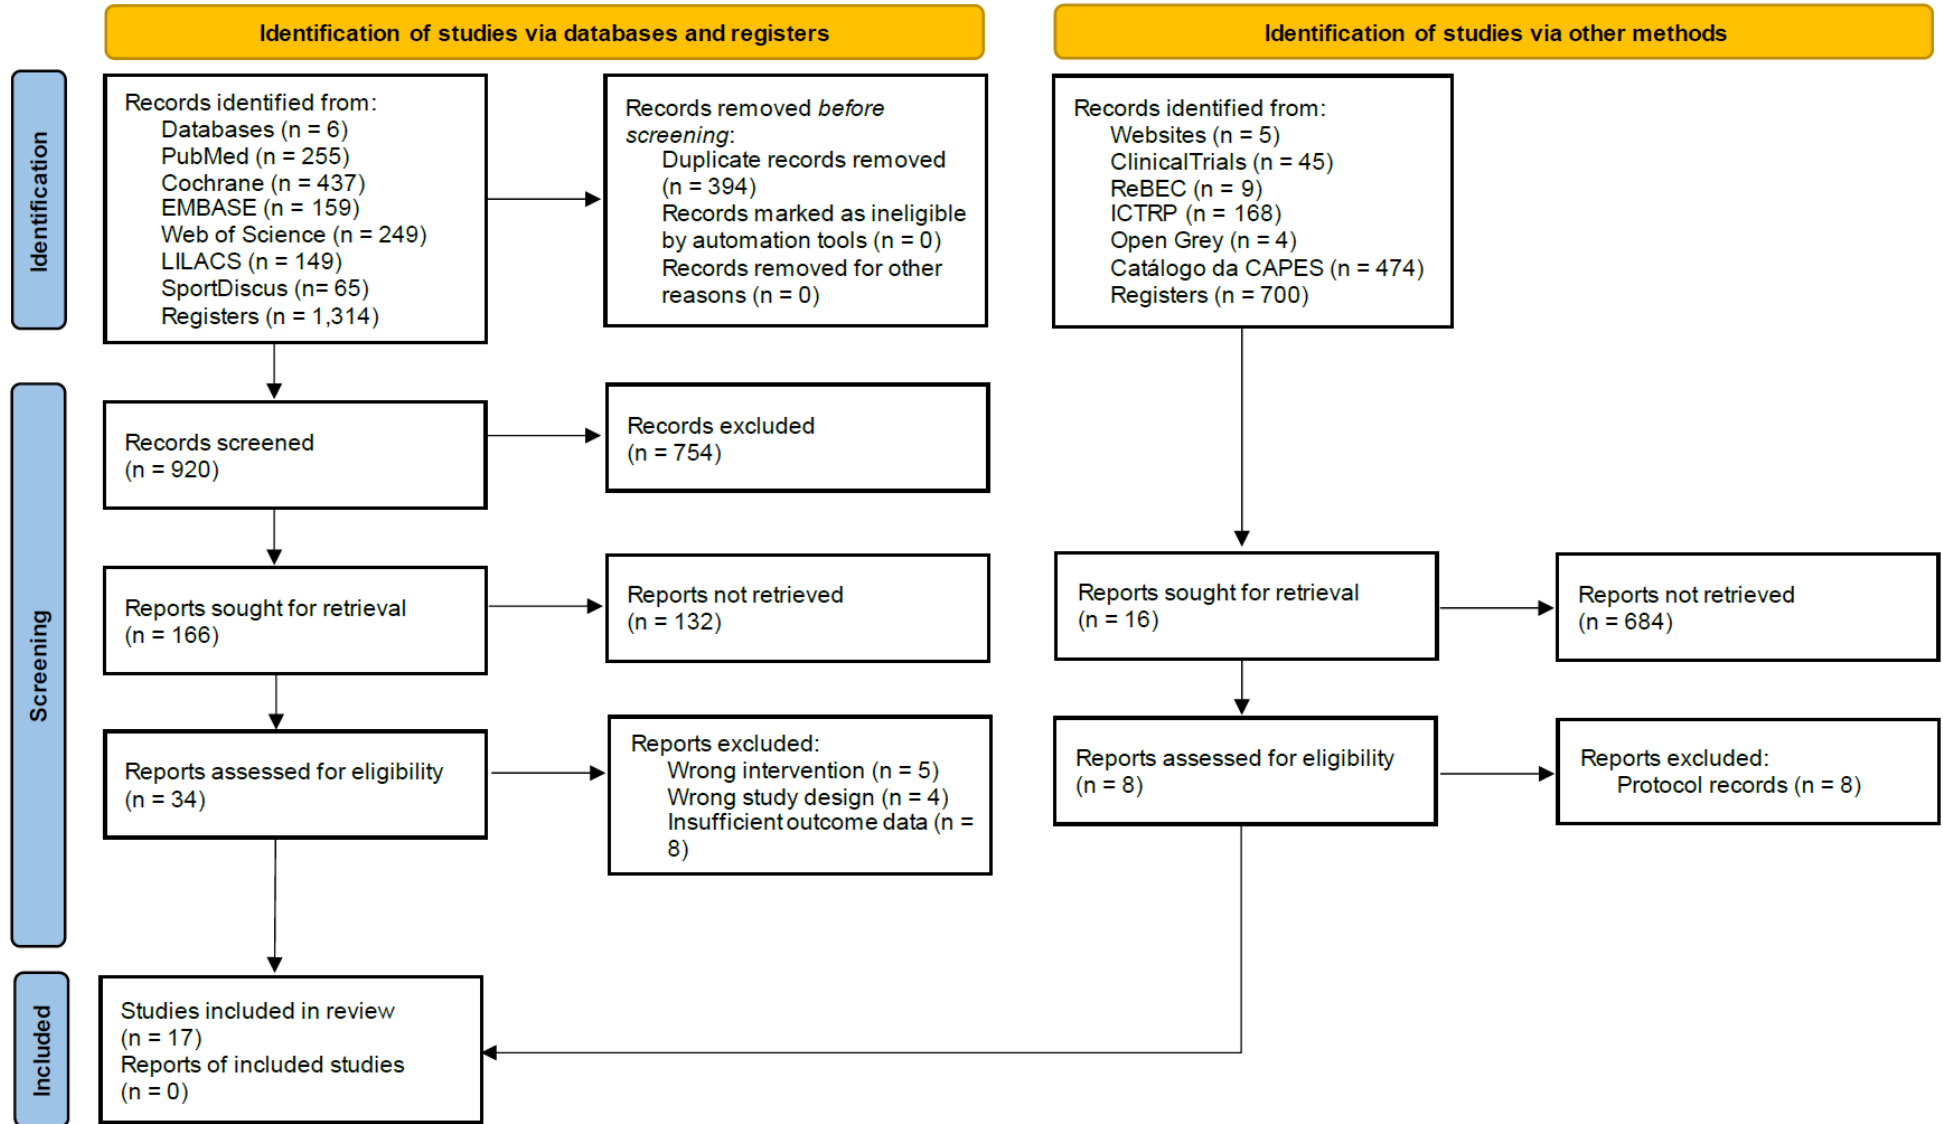 Identification of studies via databases and registers
Identification of studies via other methods
Identification
Records identified from:
Databases (n = 6)
PubMed (n = 255)
Cochrane (n = 437)
EMBASE (n = 159)
Web of Science (n = 249)
LILACS (n = 149)
SportDiscus (n= 65)
Registers (n = 1,314)
Records removed before
screening:
Duplicate records removed
(n = 394)
Records marked as ineligible
by automation tools (n = 0)
Records removed for other
reasons (n = 0)
Records identified from:
Websites (n = 5)
ClinicalTrials (n = 45)
ReBEC (n = 9)
ICTRP (n = 168)
Open Grey (n = 4)
Catálogo da CAPES (n = 474)
Registers (n = 700)
Screening
Records screened
(n = 920)
Records excluded
(n = 754)
Reports sought for retrieval
(n = 166)
Reports not retrieved
(n = 132)
Reports sought for retrieval
(n = 16)
Reports not retrieved
(n = 684)
Reports assessed for eligibility
(n = 34)
Reports excluded:
Wrong intervention (n = 5)
Wrong study design (n = 4)
Insufficient outcome data (n =
8)
Reports assessed for eligibility
(n = 8)
Reports excluded:
Protocol records (n = 8)
Included
Studies included in review
(n = 17)
Reports of included studies
(n = 0)